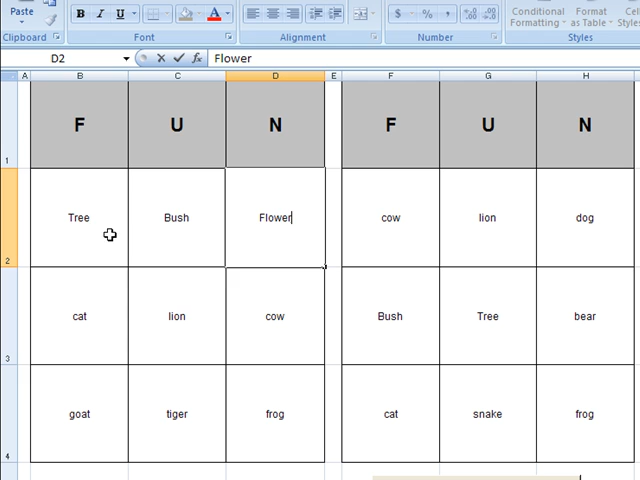 Paste
B I U A
$ % ,
Conditional Formatting
Format as Table
Clipboard Font Alignment Number Styles
D2 fx Flower
A B C D E F G H
1 F U N F U N
2 Tree Bush Flower cow lion dog
3 cat lion cow Bush Tree bear
4 goat tiger frog cat snake frog